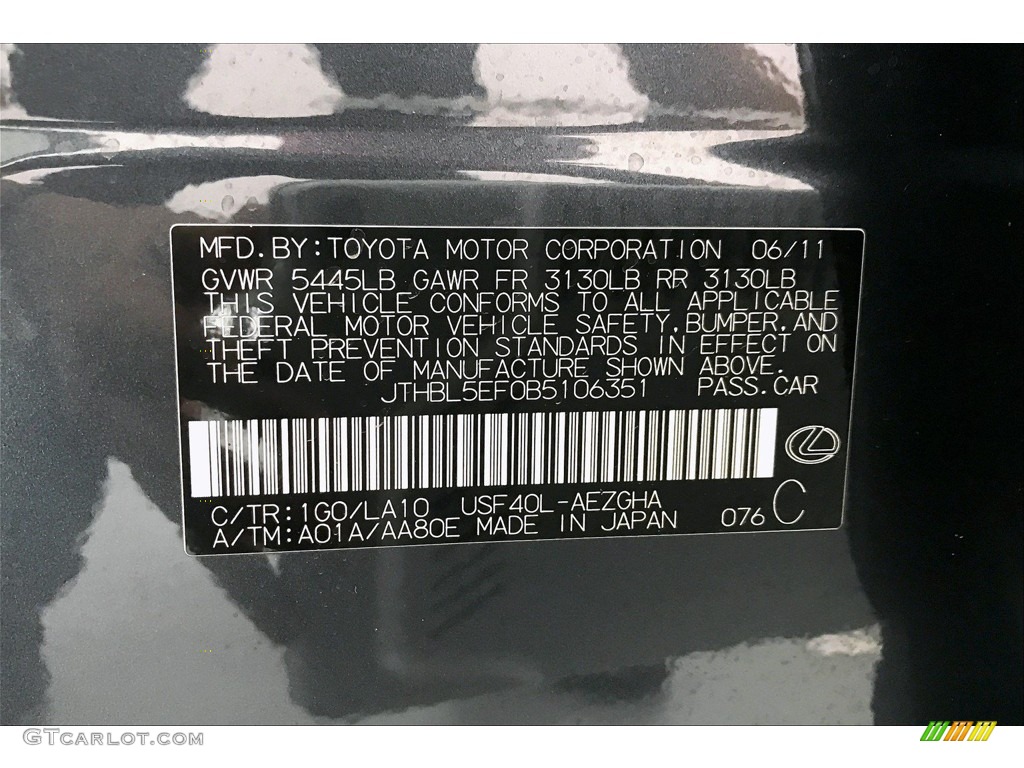 MFD. BY: TOYOTA MOTOR CORPORATION 06/11
GVWR 5445LB GAWR FR 3130LB RR 3130LB
THIS VEHICLE CONFORMS TO ALL APPLICABLE
FEDERAL MOTOR VEHICLE SAFETY, BUMPER, AND
THEFT PREVENTION STANDARDS IN EFFECT ON
THE DATE OF MANUFACTURE SHOWN ABOVE.
JTHBL5EF0B5106351 PASS. CAR
C/TR: 1G0/LA10 USF40L-AEZGHA
A/TM: A01A/AA80E MADE IN JAPAN 076 C
GTCarlot.com